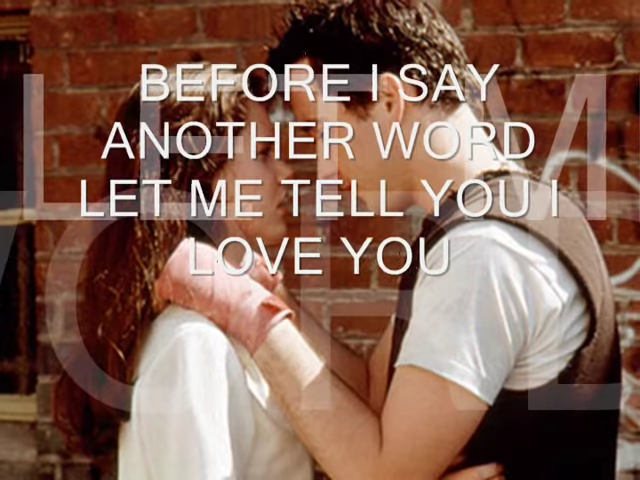 BEFORE I SAY
ANOTHER WORD
LET ME TELL YOU I
LOVE YOU